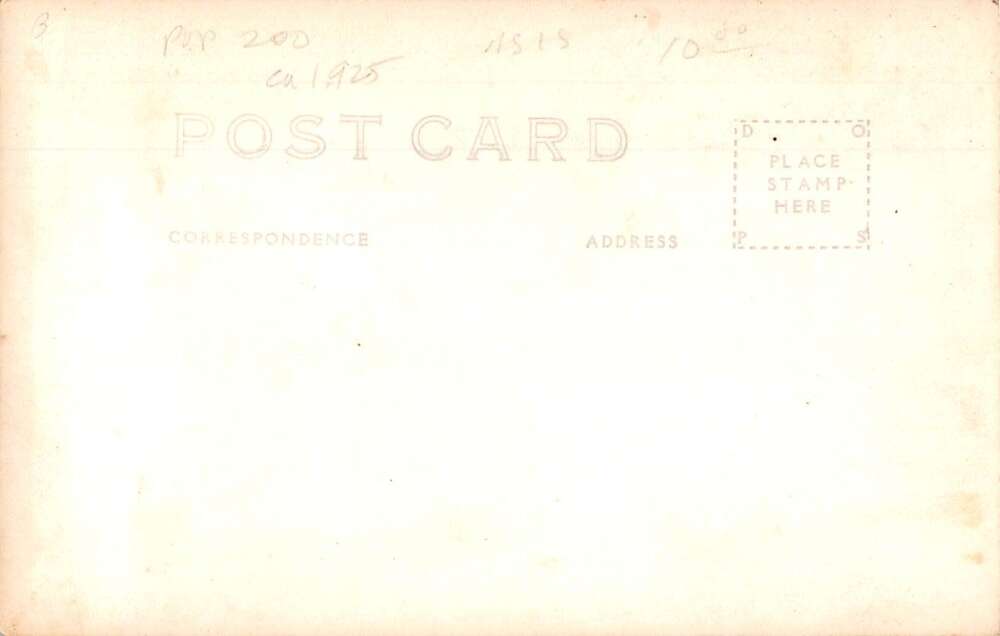 B
pop 200
ca 1925
1515
10 00
POST CARD
D O
PLACE
STAMP
HERE
P S
CORRESPONDENCE
ADDRESS